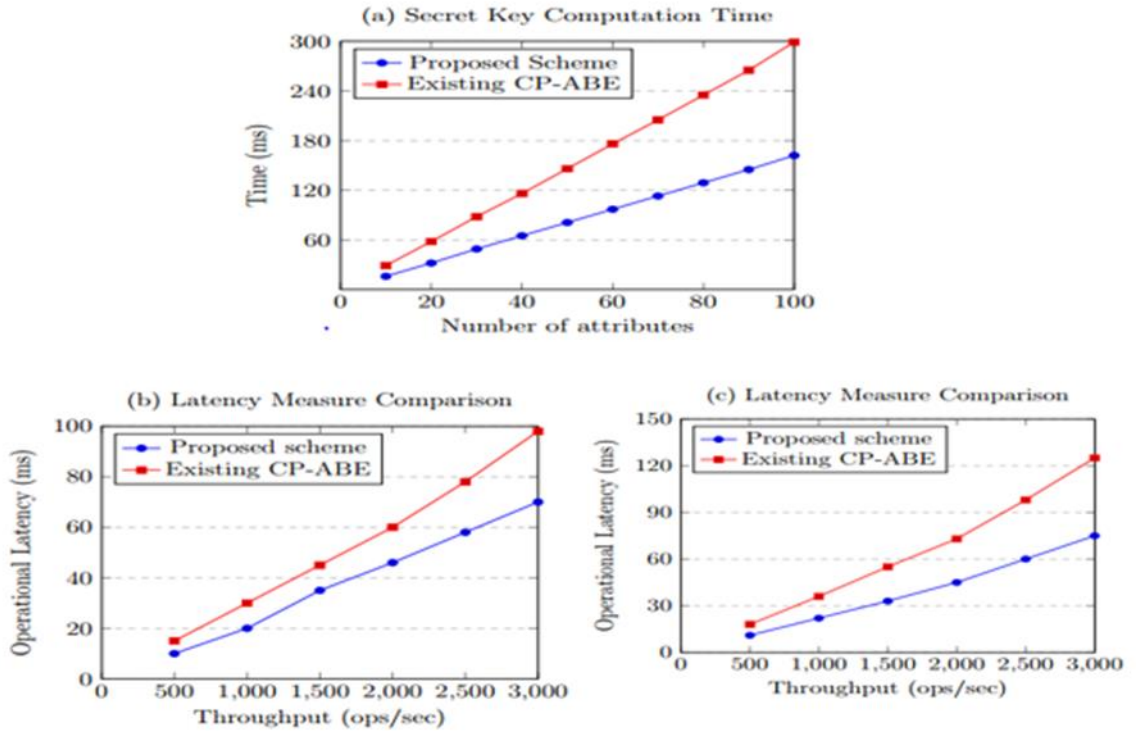 (a) Secret Key Computation Time
300
240
180
120
60
Time (ms)
Proposed Scheme
Existing CP-ABE
0 20 40 60 80 100
Number of attributes
(b) Latency Measure Comparison
100
80
60
40
20
0
Operational Latency (ms)
Proposed scheme
Existing CP-ABE
0 500 1,000 1,500 2,000 2,500 3,000
Throughput (ops/sec)
(c) Latency Measure Comparison
150
120
90
60
30
0
Operational Latency (ms)
Proposed scheme
Existing CP-ABE
0 500 1,000 1,500 2,000 2,500 3,000
Throughput (ops/sec)